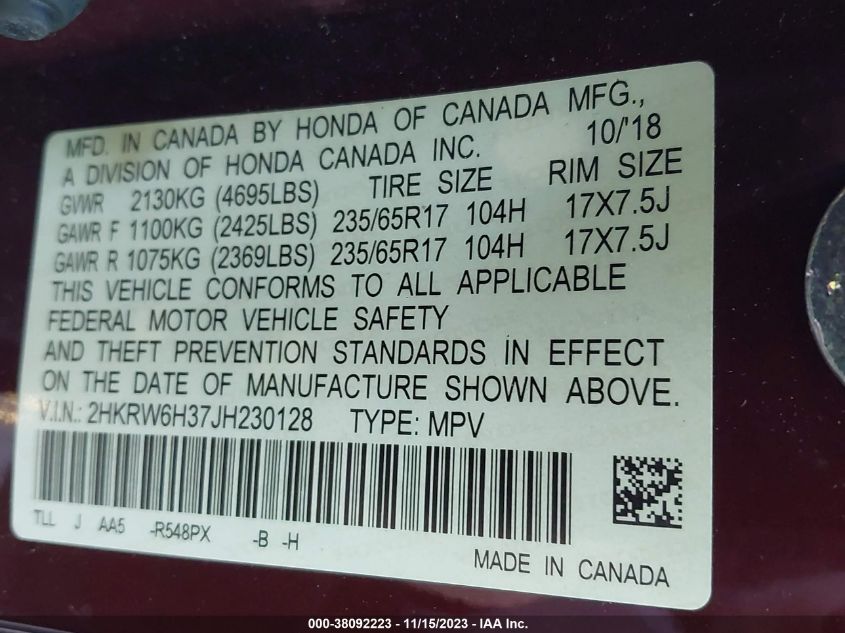 MFD. IN CANADA BY HONDA OF CANADA MFG.,
A DIVISION OF HONDA CANADA INC. 10/'18
GVWR 2130KG (4695LBS) TIRE SIZE RIM SIZE
GAWR F 1100KG (2425LBS) 235/65R17 104H 17X7.5J
GAWR R 1075KG (2369LBS) 235/65R17 104H 17X7.5J
THIS VEHICLE CONFORMS TO ALL APPLICABLE
FEDERAL MOTOR VEHICLE SAFETY
AND THEFT PREVENTION STANDARDS IN EFFECT
ON THE DATE OF MANUFACTURE SHOWN ABOVE.
V.I.N.: 2HKRW6H37JH230128 TYPE: MPV
TLL J AA5 -R548PX -B -H
MADE IN CANADA
000-38092223 - 11/15/2023 - IAA Inc.